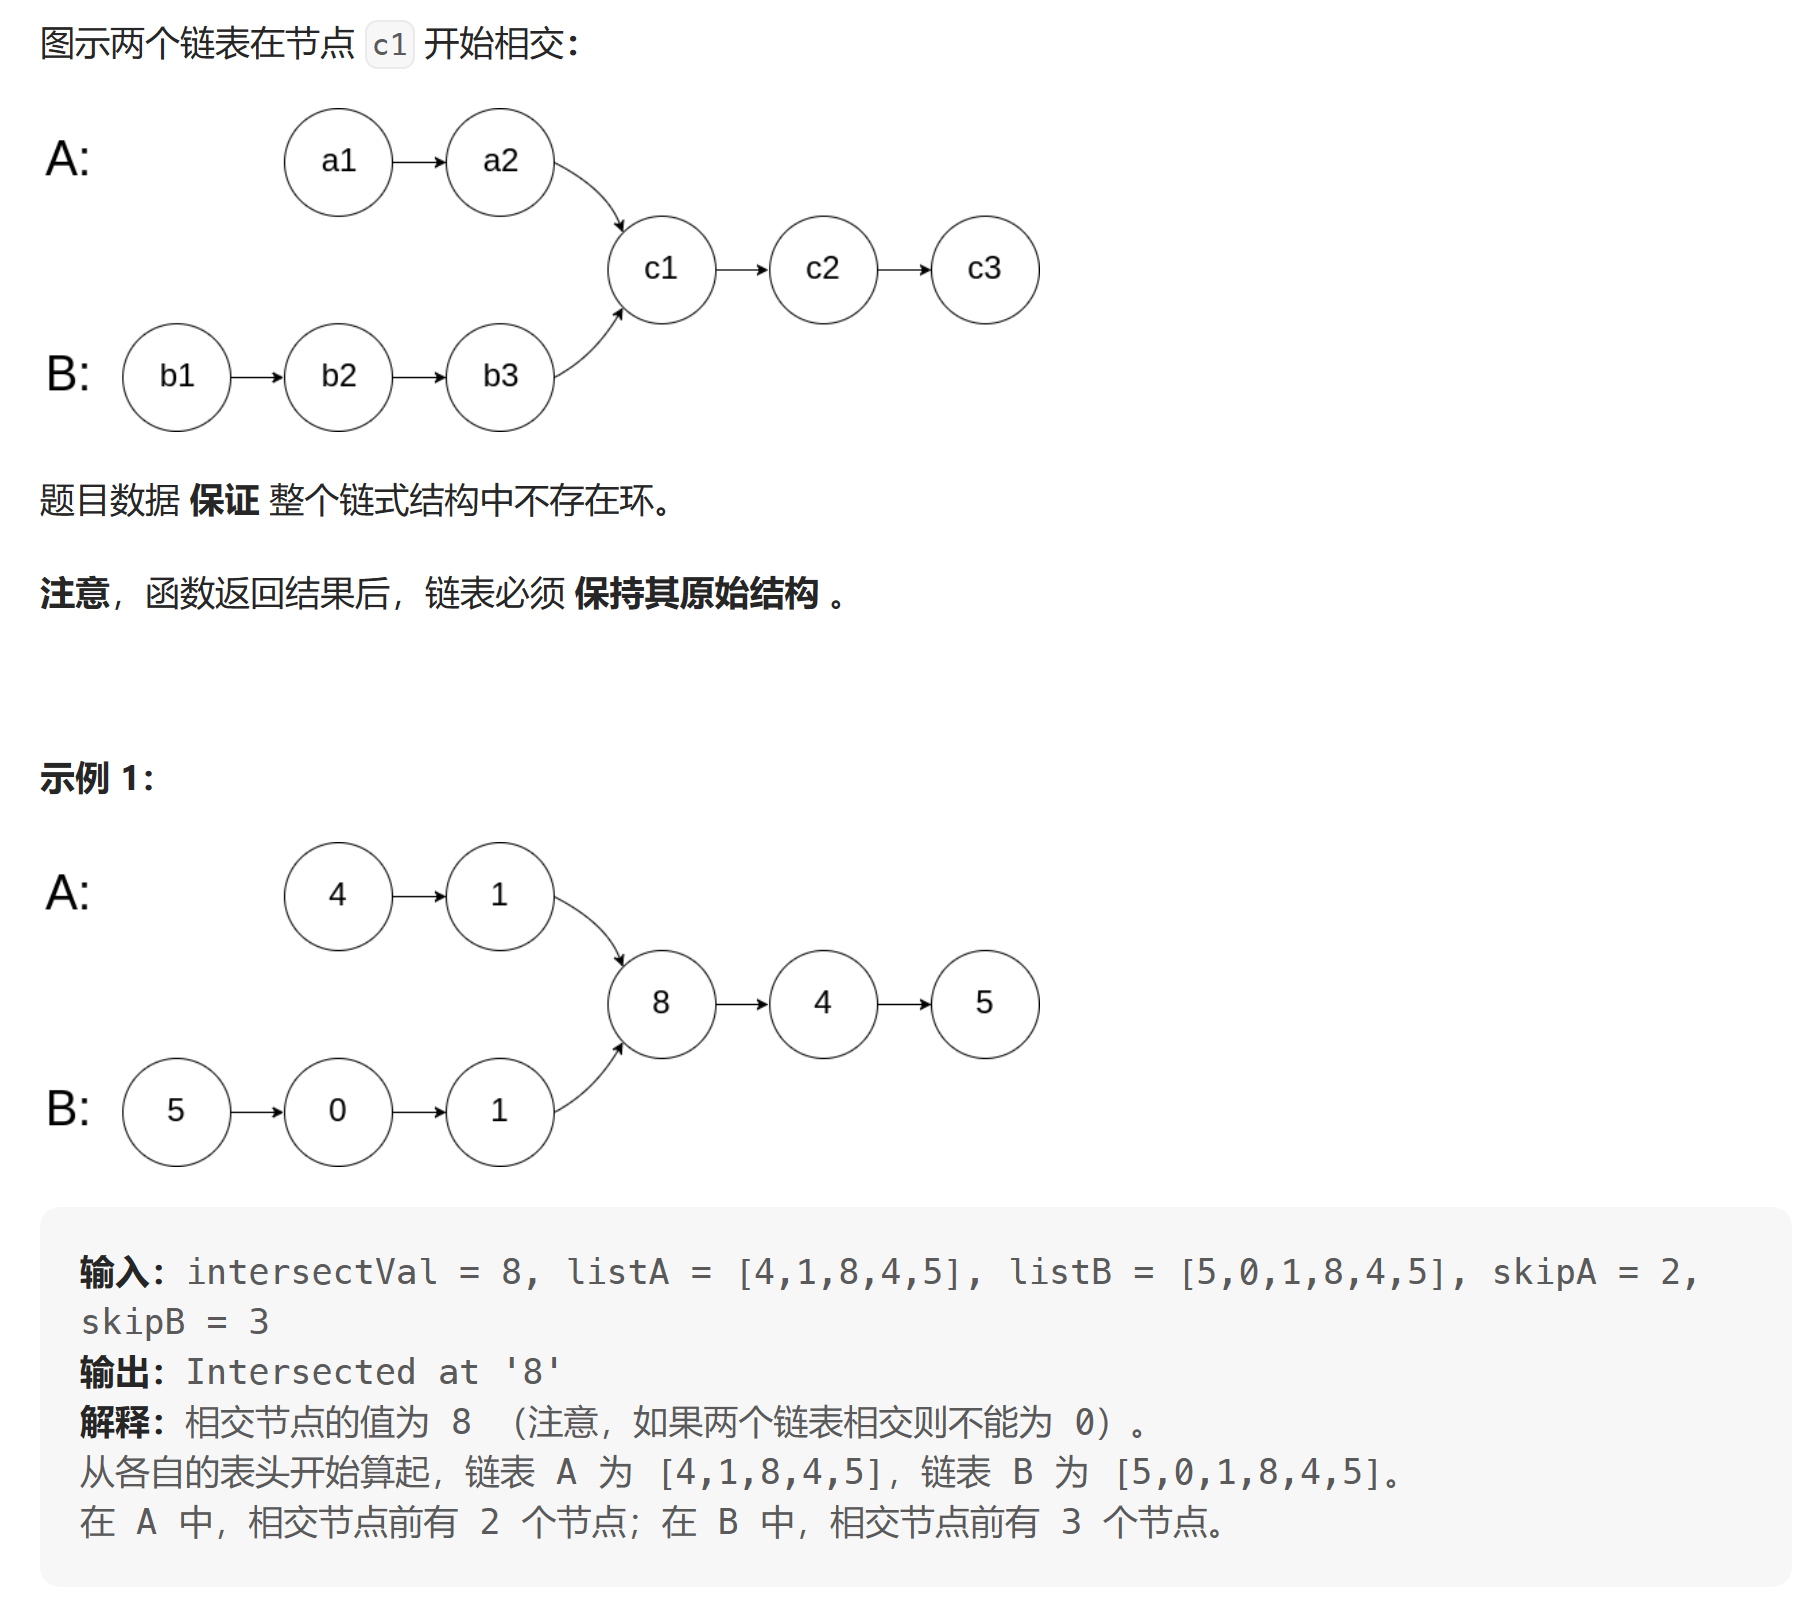 图示两个链表在节点 c1 开始相交：
A:
a1
a2
c1
c2
c3
B:
b1
b2
b3
题目数据 保证 整个链式结构中不存在环。
注意，函数返回结果后，链表必须 保持其原始结构 。
示例 1：
A:
4
1
8
4
5
B:
5
0
1
输入：intersectVal = 8, listA = [4,1,8,4,5], listB = [5,0,1,8,4,5], skipA = 2,
skipB = 3
输出：Intersected at '8'
解释：相交节点的值为 8 （注意，如果两个链表相交则不能为 0）。
从各自的表头开始算起，链表 A 为 [4,1,8,4,5]，链表 B 为 [5,0,1,8,4,5]。
在 A 中，相交节点前有 2 个节点；在 B 中，相交节点前有 3 个节点。